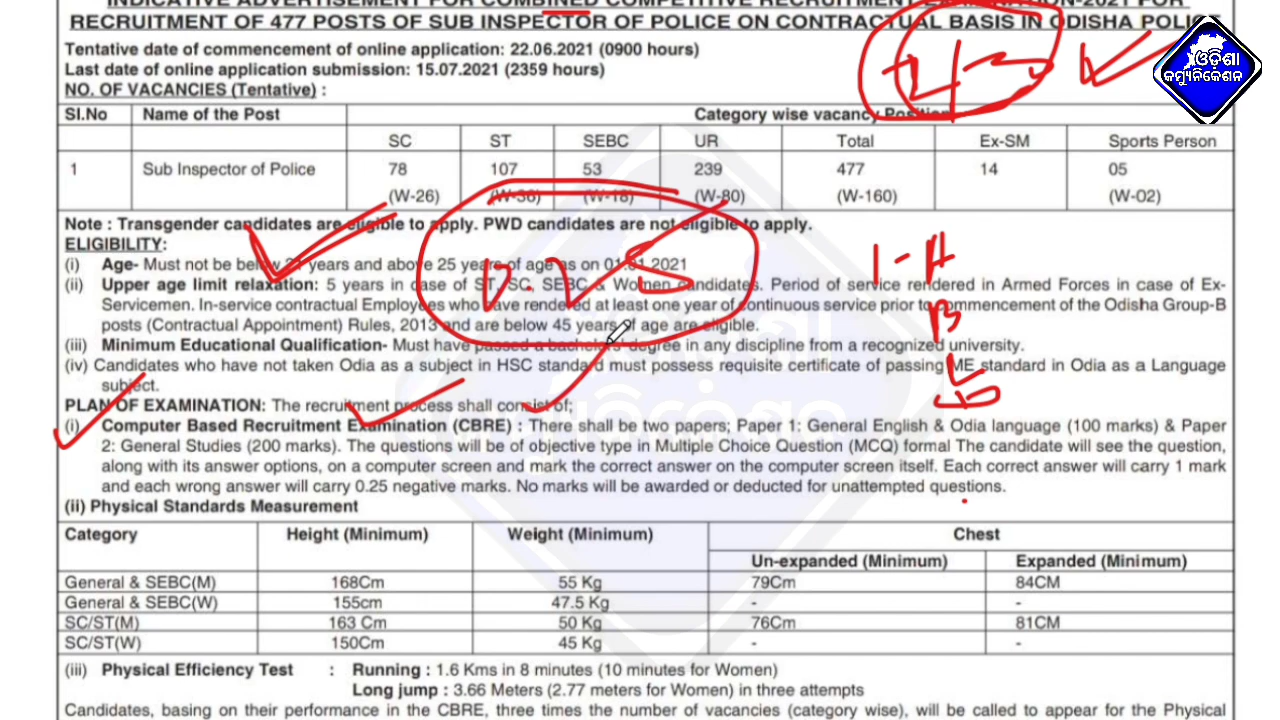 INDICATIVE ADVERTISEMENT FOR COMBINED COMPETITIVE RECRUITMENT EXAMINATION-2021 FOR
RECRUITMENT OF 477 POSTS OF SUB INSPECTOR OF POLICE ON CONTRACTUAL BASIS IN ODISHA POLICE
Tentative date of commencement of online application: 22.06.2021 (0900 hours)
Last date of online application submission: 15.07.2021 (2359 hours)
NO. OF VACANCIES (Tentative) :
ଓଡ଼ିଶା
କମ୍ୟୁନିକେଶନ
Sl.No Name of the Post Category wise vacancy Position
SC ST SEBC UR Total Ex-SM Sports Person
1 Sub Inspector of Police 78 107 53 239 477 14 05
(W-26) (W-36) (W-18) (W-80) (W-160) (W-02)
Note : Transgender candidates are eligible to apply. PWD candidates are not eligible to apply.
ELIGIBILITY:
(i) Age- Must not be below 21 years and above 25 years of age as on 01.01.2021
(ii) Upper age limit relaxation: 5 years in case of ST, SC, SEBC & Women candidates. Period of service rendered in Armed Forces in case of Ex-
Servicemen. In-service contractual Employees who have rendered at least one year of continuous service prior to commencement of the Odisha Group-B
posts (Contractual Appointment) Rules, 2013 and are below 45 years of age are eligible.
(iii) Minimum Educational Qualification- Must have passed a bachelors' degree in any discipline from a recognized university.
(iv) Candidates who have not taken Odia as a subject in HSC standard must possess requisite certificate of passing ME standard in Odia as a Language
subject.
PLAN OF EXAMINATION: The recruitment process shall consist of;
(i) Computer Based Recruitment Examination (CBRE) : There shall be two papers; Paper 1: General English & Odia language (100 marks) & Paper
2: General Studies (200 marks). The questions will be of objective type in Multiple Choice Question (MCQ) formal The candidate will see the question,
along with its answer options, on a computer screen and mark the correct answer on the computer screen itself. Each correct answer will carry 1 mark
and each wrong answer will carry 0.25 negative marks. No marks will be awarded or deducted for unattempted questions.
(ii) Physical Standards Measurement
Category Height (Minimum) Weight (Minimum) Chest
Un-expanded (Minimum) Expanded (Minimum)
General & SEBC(M) 168Cm 55 Kg 79Cm 84CM
General & SEBC(W) 155cm 47.5 Kg - -
SC/ST(M) 163 Cm 50 Kg 76Cm 81CM
SC/ST(W) 150Cm 45 Kg - -
(iii) Physical Efficiency Test : Running : 1.6 Kms in 8 minutes (10 minutes for Women)
Long jump : 3.66 Meters (2.77 meters for Women) in three attempts
Candidates, basing on their performance in the CBRE, three times the number of vacancies (category wise), will be called to appear for the Physical